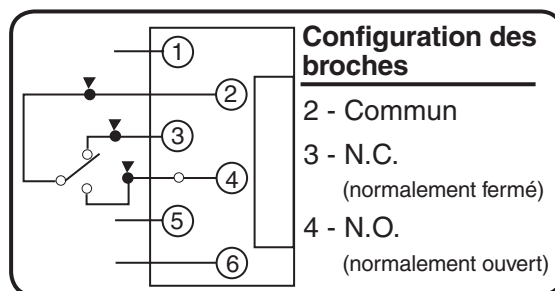 Configuration des
broches
1
2
3
4
5
6
2 - Commun
3 - N.C.
(normalement fermé)
4 - N.O.
(normalement ouvert)